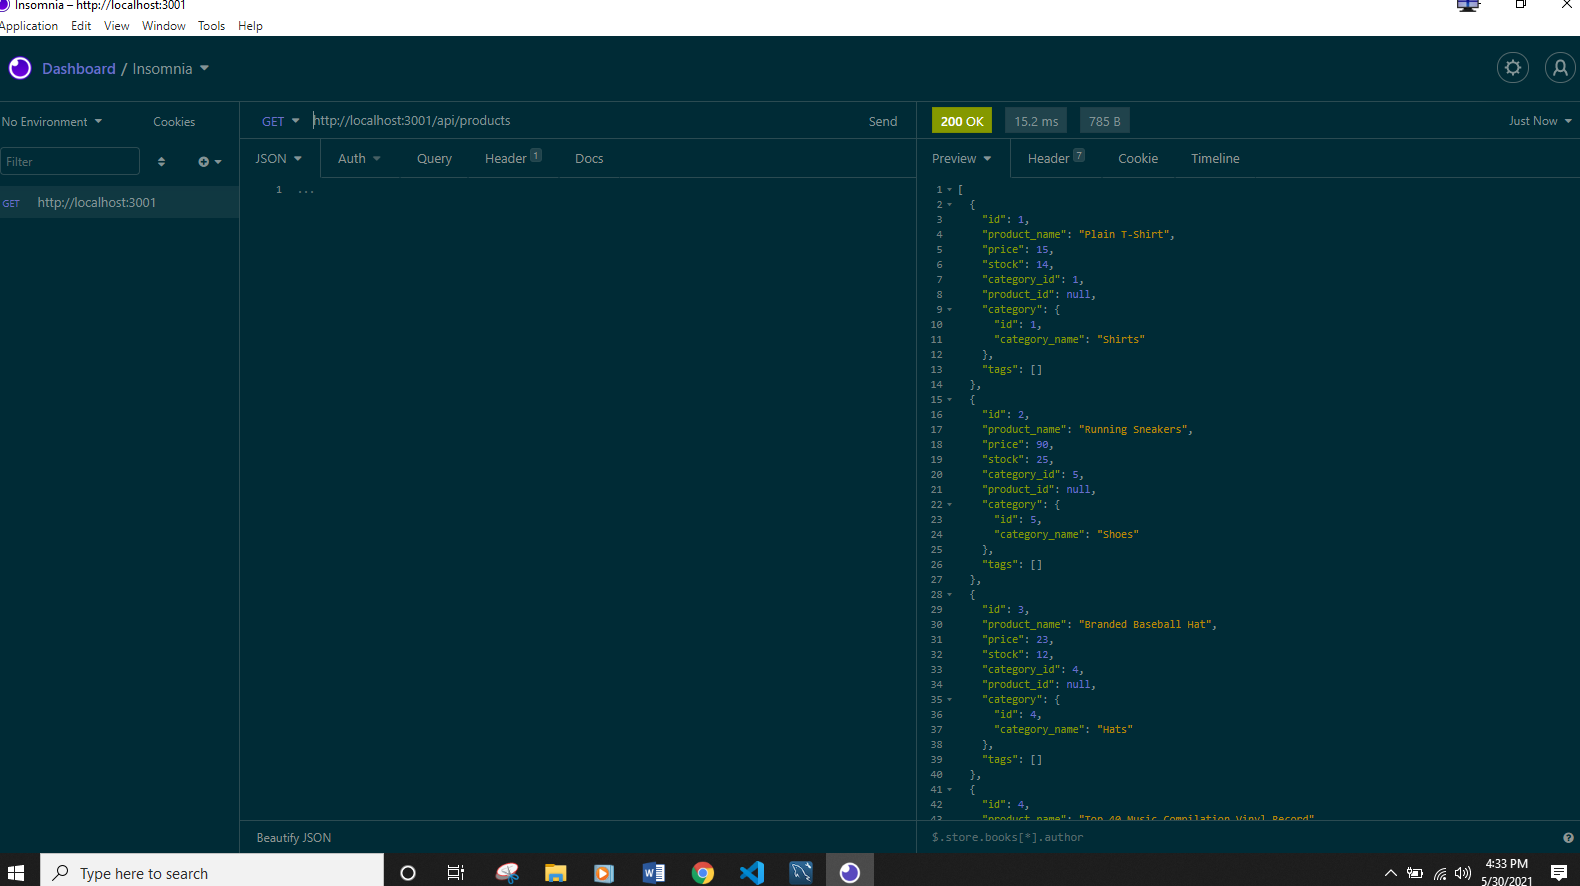 Insomnia – http://localhost:3001
Application Edit View Window Tools Help
Dashboard / Insomnia
No Environment Cookies
GET http://localhost:3001/api/products Send
200 OK 15.2 ms 785 B Just Now
Filter
JSON Auth Query Header 1 Docs
Preview Header 7 Cookie Timeline
GET http://localhost:3001
1 ...
1 [
2 {
3 "id": 1,
4 "product_name": "Plain T-Shirt",
5 "price": 15,
6 "stock": 14,
7 "category_id": 1,
8 "product_id": null,
9 "category": {
10 "id": 1,
11 "category_name": "Shirts"
12 },
13 "tags": []
14 },
15 {
16 "id": 2,
17 "product_name": "Running Sneakers",
18 "price": 90,
19 "stock": 25,
20 "category_id": 5,
21 "product_id": null,
22 "category": {
23 "id": 5,
24 "category_name": "Shoes"
25 },
26 "tags": []
27 },
28 {
29 "id": 3,
30 "product_name": "Branded Baseball Hat",
31 "price": 23,
32 "stock": 12,
33 "category_id": 4,
34 "product_id": null,
35 "category": {
36 "id": 4,
37 "category_name": "Hats"
38 },
39 "tags": []
40 },
41 {
42 "id": 4,
43 "product_name": "Top 40 Music Compilation Vinyl Record"
Beautify JSON
$.store.books[*].author
Type here to search
4:33 PM
5/30/2021